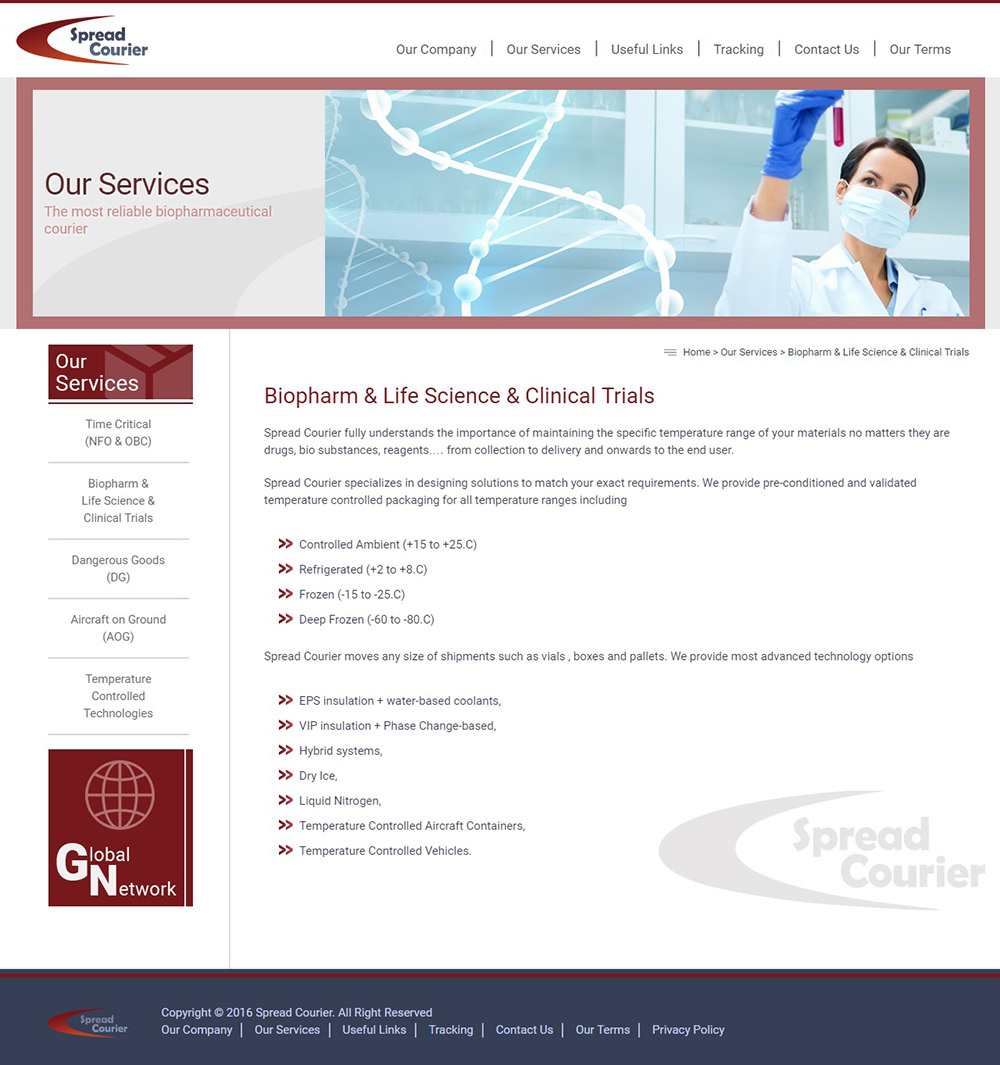 Spread
Courier
Our Company
Our Services
Useful Links
Tracking
Contact Us
Our Terms
Our Services
The most reliable biopharmaceutical
courier
Our
Services
Time Critical
(NFO & OBC)
Biopharm &
Life Science &
Clinical Trials
Dangerous Goods
(DG)
Aircraft on Ground
(AOG)
Temperature
Controlled
Technologies
Global
Network
Home > Our Services > Biopharm & Life Science & Clinical Trials
Biopharm & Life Science & Clinical Trials
Spread Courier fully understands the importance of maintaining the specific temperature range of your materials no matters they are
drugs, bio substances, reagents…. from collection to delivery and onwards to the end user.
Spread Courier specializes in designing solutions to match your exact requirements. We provide pre-conditioned and validated
temperature controlled packaging for all temperature ranges including
Controlled Ambient (+15 to +25.C)
Refrigerated (+2 to +8.C)
Frozen (-15 to -25.C)
Deep Frozen (-60 to -80.C)
Spread Courier moves any size of shipments such as vials , boxes and pallets. We provide most advanced technology options
EPS insulation + water-based coolants,
VIP insulation + Phase Change-based,
Hybrid systems,
Dry Ice,
Liquid Nitrogen,
Temperature Controlled Aircraft Containers,
Temperature Controlled Vehicles.
Spread
Courier
Spread
Courier
Copyright © 2016 Spread Courier. All Right Reserved
Our Company | Our Services | Useful Links | Tracking | Contact Us | Our Terms | Privacy Policy